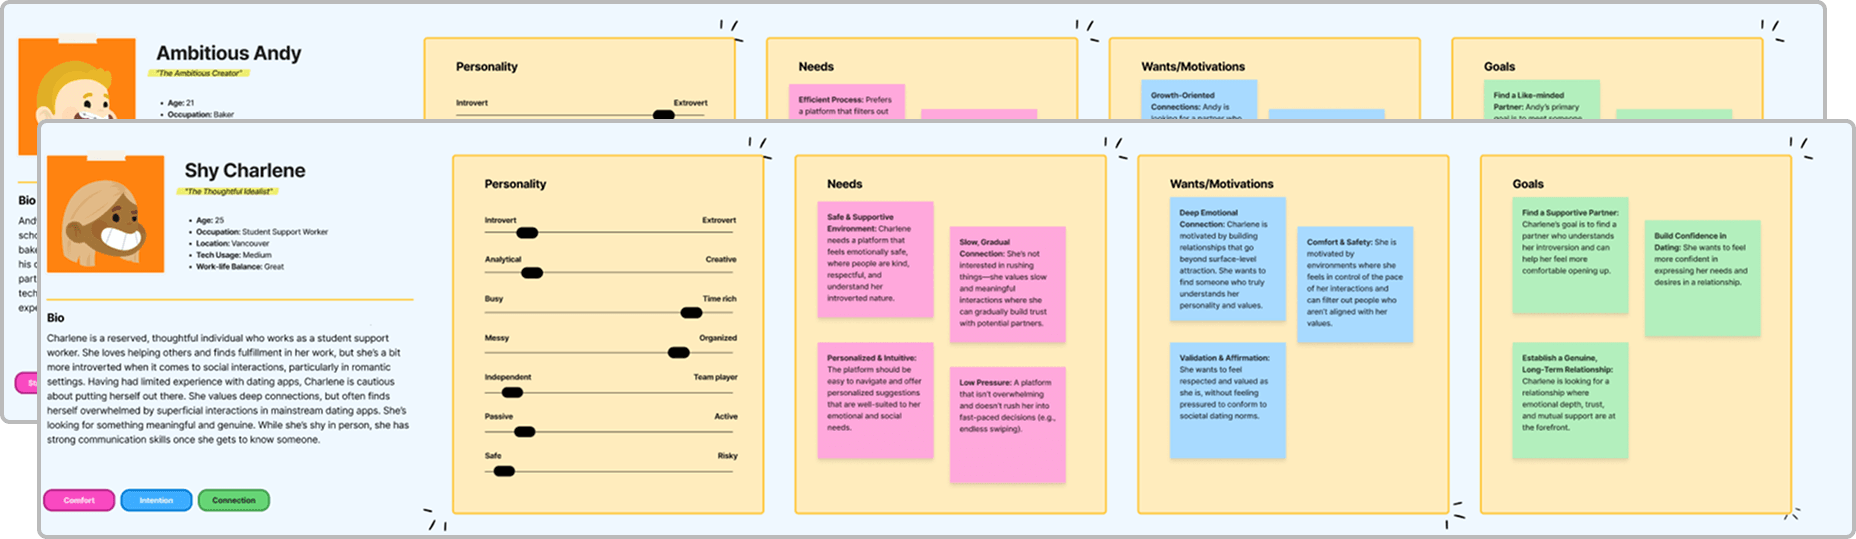 Ambitious Andy
"The Ambitious Creator"
• Age: 21
• Occupation: Baker
Bio
Personality
Introvert Extrovert
Needs
Efficient Process: Prefers
a platform that filters out
Wants/Motivations
Growth-Oriented
Connections: Andy is
looking for a partner who
Goals
Find a Like-minded
Partner: Andy's primary
goal is to meet someone
Shy Charlene
"The Thoughtful Idealist"
• Age: 25
• Occupation: Student Support Worker
• Location: Vancouver
• Tech Usage: Medium
• Work-life Balance: Great
Bio
Charlene is a reserved, thoughtful individual who works as a student support
worker. She loves helping others and finds fulfillment in her work, but she's a bit
more introverted when it comes to social interactions, particularly in romantic
settings. Having had limited experience with dating apps, Charlene is cautious
about putting herself out there. She values deep connections, but often finds
herself overwhelmed by superficial interactions in mainstream dating apps. She's
looking for something meaningful and genuine. While she's shy in person, she has
strong communication skills once she gets to know someone.
Comfort Intention Connection
Personality
Introvert Extrovert
Analytical Creative
Busy Time rich
Messy Organized
Independent Team player
Passive Active
Safe Risky
Needs
Safe & Supportive
Environment: Charlene
needs a platform that
feels emotionally safe,
where people are kind,
respectful, and
understand her
introverted nature.
Slow, Gradual
Connection: She's not
interested in rushing
things—she values slow
and meaningful
interactions where she
can gradually build trust
with potential partners.
Personalized & Intuitive:
The platform should be
easy to navigate and offer
personalized suggestions
that are well-suited to her
emotional and social
needs.
Low Pressure: A platform
that isn't overwhelming
and doesn't rush her into
fast-paced decisions (e.g.,
endless swiping).
Wants/Motivations
Deep Emotional
Connection: Charlene is
motivated by building
relationships that go
beyond surface-level
attraction. She wants to
find someone who truly
understands her
personality and values.
Comfort & Safety: She is
motivated by
environments where she
feels in control of the pace
of her interactions and
can filter out people who
aren't aligned with her
values.
Validation & Affirmation:
She wants to feel
respected and valued as
she is, without feeling
pressured to conform to
societal dating norms.
Goals
Find a Supportive Partner:
Charlene's goal is to find a
partner who understands
her introversion and can
help her feel more
comfortable opening up.
Build Confidence in
Dating: She wants to feel
more confident in
expressing her needs and
desires in a relationship.
Establish a Genuine,
Long-Term Relationship:
Charlene is looking for a
relationship where
emotional depth, trust,
and mutual support are at
the forefront.